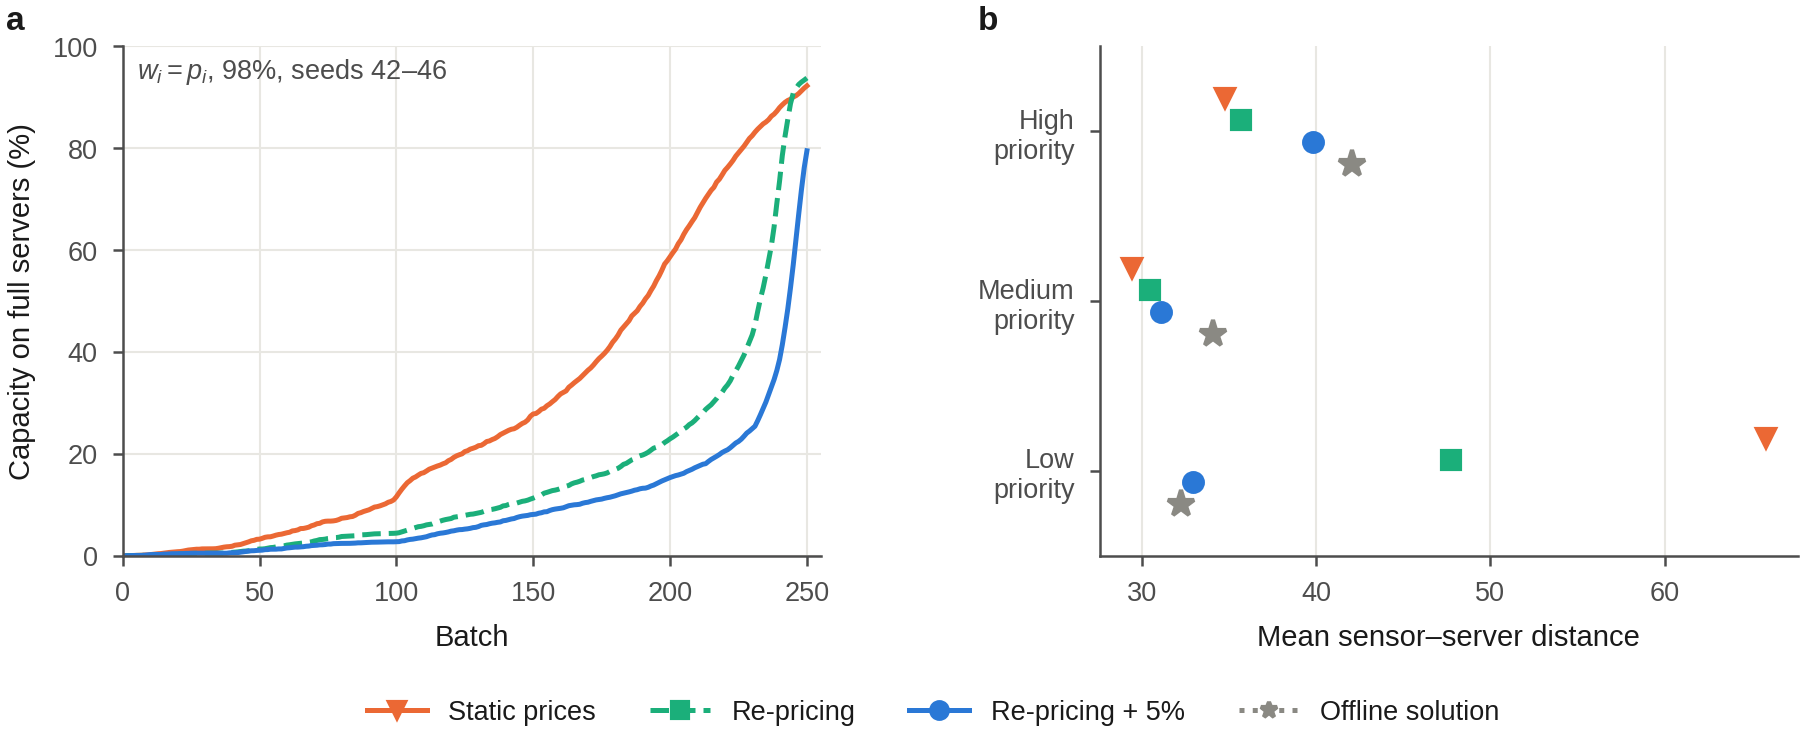 a
100
80
60
40
20
0
Capacity on full servers (%)
wᵢ = pᵢ, 98%, seeds 42–46
0 50 100 150 200 250
Batch
b
High
priority
Medium
priority
Low
priority
30 40 50 60
Mean sensor–server distance
Static prices Re-pricing Re-pricing + 5% Offline solution